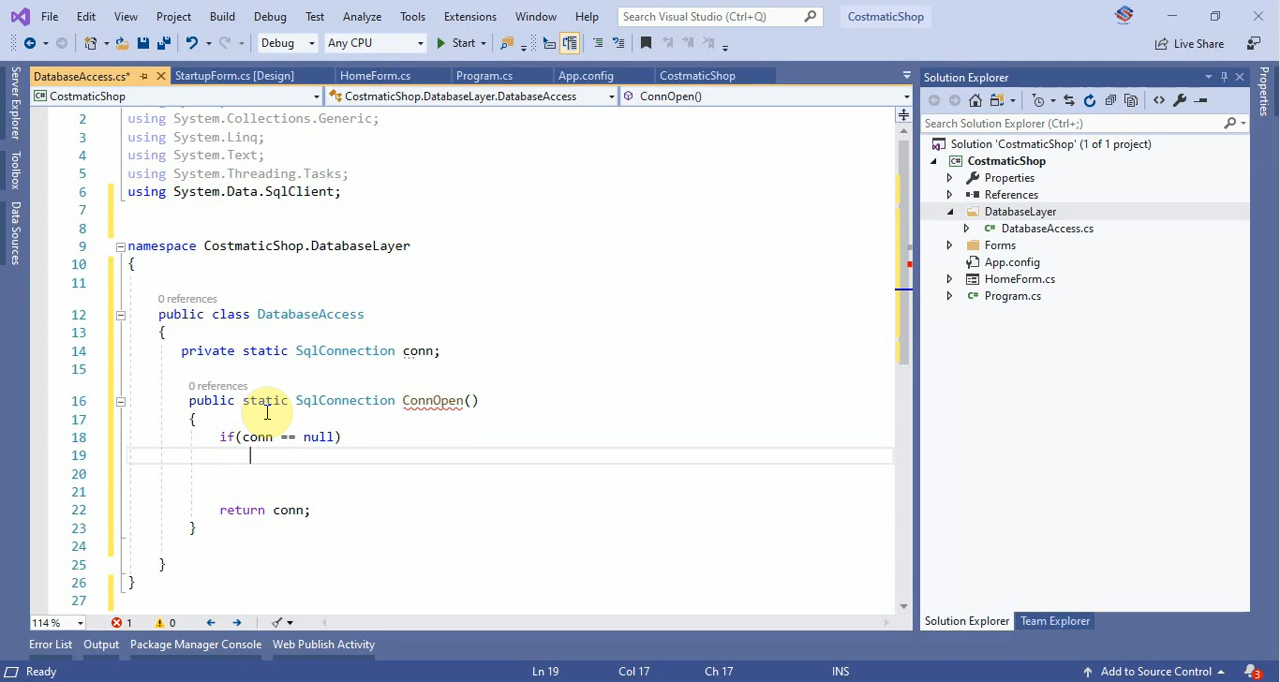 File Edit View Project Build Debug Test Analyze Tools Extensions Window Help Search Visual Studio (Ctrl+Q) CostmaticShop
Debug Any CPU Start Live Share
DatabaseAccess.cs* StartupForm.cs [Design] HomeForm.cs Program.cs App.config CostmaticShop
CostmaticShop CostmaticShop.DatabaseLayer.DatabaseAccess ConnOpen()
Server Explorer
Toolbox
Data Sources
2 using System.Collections.Generic;
3 using System.Linq;
4 using System.Text;
5 using System.Threading.Tasks;
6 using System.Data.SqlClient;
7
8
9 namespace CostmaticShop.DatabaseLayer
10 {
11
0 references
12 public class DatabaseAccess
13 {
14 private static SqlConnection conn;
15
0 references
16 public static SqlConnection ConnOpen()
17 {
18 if(conn == null)
19
20
21
22 return conn;
23 }
24
25 }
26 }
27
114 % 1 0
Error List Output Package Manager Console Web Publish Activity
Ready Ln 19 Col 17 Ch 17 INS Add to Source Control 3
Solution Explorer
Search Solution Explorer (Ctrl+;)
Solution 'CostmaticShop' (1 of 1 project)
CostmaticShop
Properties
References
DatabaseLayer
DatabaseAccess.cs
Forms
App.config
HomeForm.cs
Program.cs
Solution Explorer Team Explorer
Properties